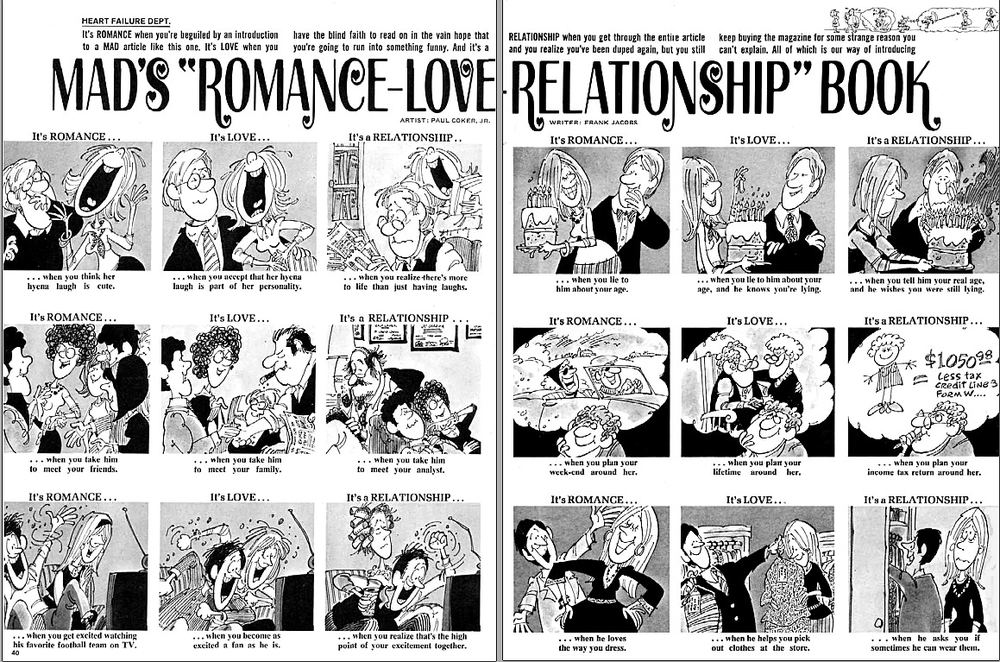 HEART FAILURE DEPT.
It's ROMANCE when you're beguiled by an introduction
to a MAD article like this one. It's LOVE when you
have the blind faith to read on in the vain hope that
you're going to run into something funny. And it's a
MAD'S "ROMANCE-LOVE
ARTIST: PAUL COKER, JR.
It's ROMANCE...
It's LOVE...
It's a RELATIONSHIP..
...when you think her
hyena laugh is cute.
...when you accept that her hyena
laugh is part of her personality.
...when you realize there's more
to life than just having laughs.
It's ROMANCE...
It's LOVE...
It's a RELATIONSHIP...
...when you take him
to meet your friends.
...when you take him
to meet your family.
...when you take him
to meet your analyst.
It's ROMANCE...
It's LOVE...
It's a RELATIONSHIP...
...when you get excited watching
his favorite football team on TV.
...when you become as
excited a fan as he is.
...when you realize that's the high
point of your excitement together.
40
RELATIONSHIP when you get through the entire article
and you realize you've been duped again, but you still
keep buying the magazine for some strange reason you
can't explain. All of which is our way of introducing
-RELATIONSHIP" BOOK
WRITER: FRANK JACOBS
It's ROMANCE...
It's LOVE...
It's a RELATIONSHIP...
...when you lie to
him about your age.
...when you lie to him about your
age, and he knows you're lying.
...when you tell him your real age,
and he wishes you were still lying.
It's ROMANCE...
It's LOVE...
It's a RELATIONSHIP...
$1,050.98
Less tax
credit line 3
Form W....
...when you plan your
week-end around her.
...when you plan your
lifetime around her.
...when you plan your
income tax return around her.
It's ROMANCE...
It's LOVE...
It's a RELATIONSHIP...
...when he loves
the way you dress.
...when he helps you pick
out clothes at the store.
...when he asks you if
sometimes he can wear them.